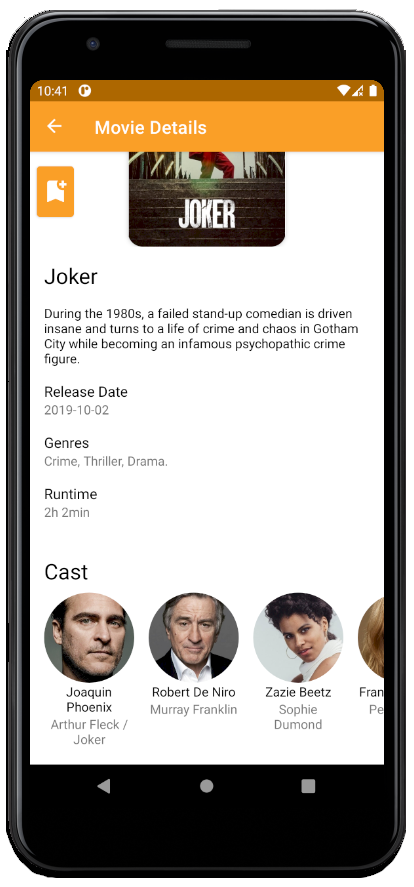 10:41
Movie Details
JOKER
Joker
During the 1980s, a failed stand-up comedian is driven
insane and turns to a life of crime and chaos in Gotham
City while becoming an infamous psychopathic crime
figure.
Release Date
2019-10-02
Genres
Crime, Thriller, Drama.
Runtime
2h 2min
Cast
Joaquin
Phoenix
Arthur Fleck /
Joker
Robert De Niro
Murray Franklin
Zazie Beetz
Sophie
Dumond
Fran
Pe